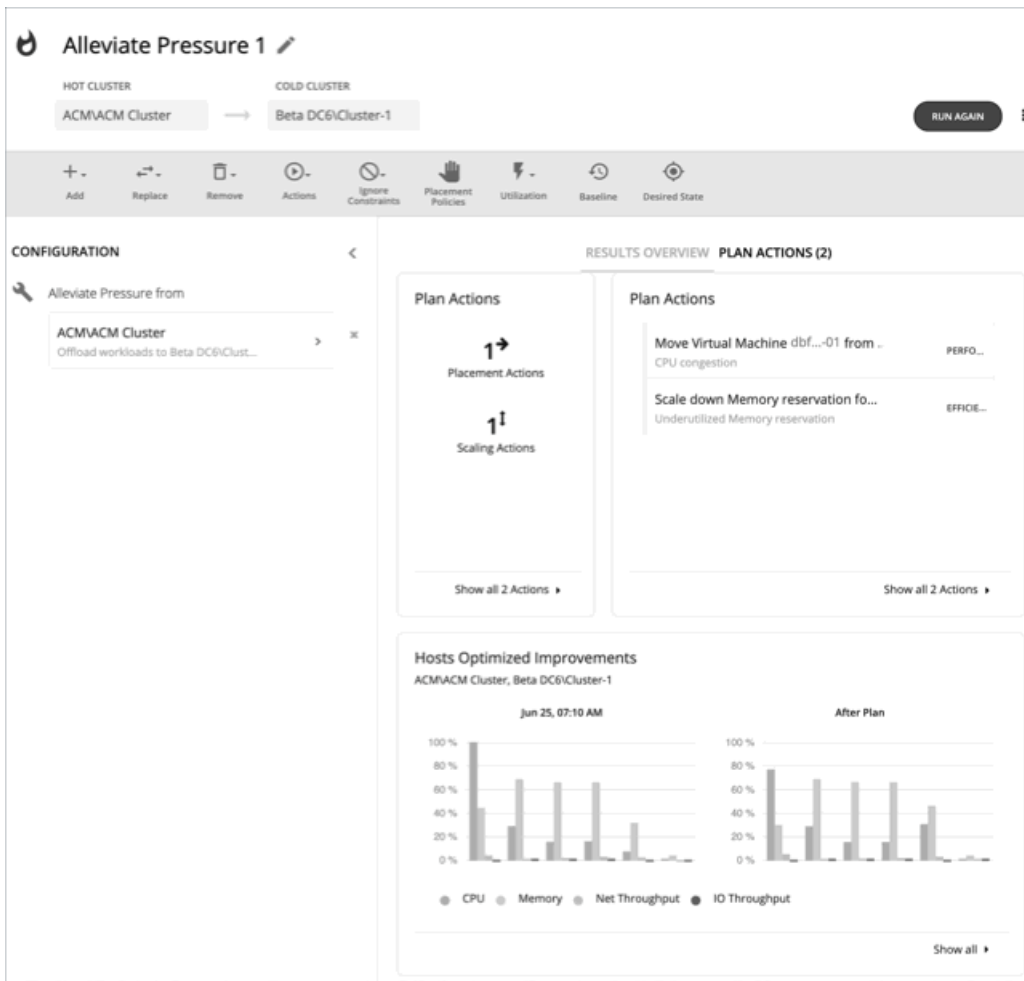 Alleviate Pressure 1
HOT CLUSTER
COLD CLUSTER
ACM\ACM Cluster
Beta DC6\Cluster-1
RUN AGAIN
Add
Replace
Remove
Actions
Ignore
Constraints
Placement
Policies
Utilization
Baseline
Desired State
CONFIGURATION
Alleviate Pressure from
ACM\ACM Cluster
Offload workloads to Beta DC6\Clust...
RESULTS OVERVIEW
PLAN ACTIONS (2)
Plan Actions
1
Placement Actions
1
Scaling Actions
Show all 2 Actions
Plan Actions
Move Virtual Machine dbf...-01 from ..
CPU congestion
PERFO...
Scale down Memory reservation fo...
Underutilized Memory reservation
EFFICIE...
Show all 2 Actions
Hosts Optimized Improvements
ACM\ACM Cluster, Beta DC6\Cluster-1
Jun 25, 07:10 AM
100 %
80 %
60 %
40 %
20 %
0 %
After Plan
100 %
80 %
60 %
40 %
20 %
0 %
CPU
Memory
Net Throughput
IO Throughput
Show all